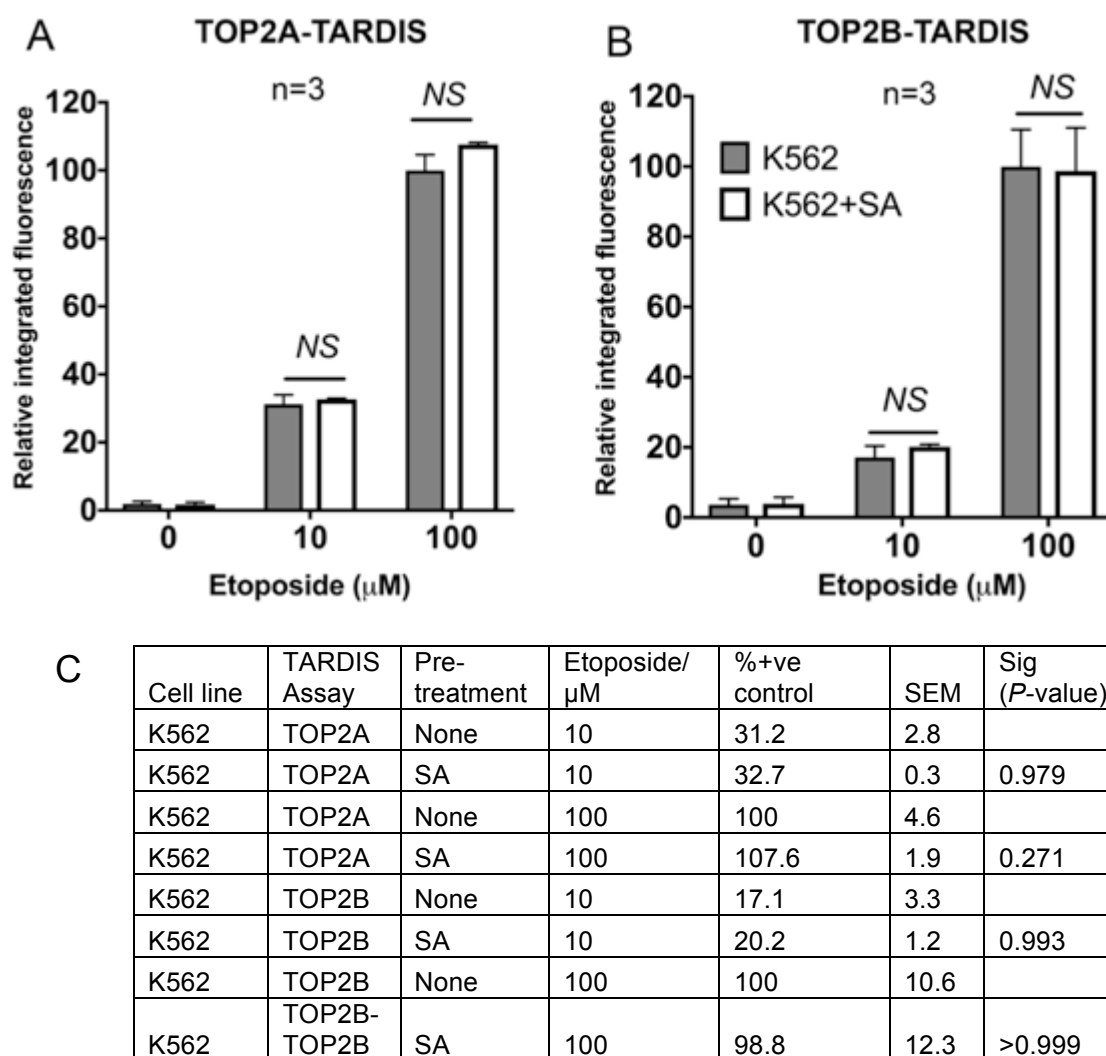 A
TOP2A-TARDIS
n=3
NS
NS
Relative integrated fluorescence
120
100
80
60
40
20
0
0 10 100
Etoposide (μM)
B
TOP2B-TARDIS
n=3
NS
NS
K562
K562+SA
Relative integrated fluorescence
120
100
80
60
40
20
0
0 10 100
Etoposide (μM)
C
Cell line TARDIS Assay Pre-treatment Etoposide/ μM %+ve control SEM Sig (P-value)
K562 TOP2A None 10 31.2 2.8
K562 TOP2A SA 10 32.7 0.3 0.979
K562 TOP2A None 100 100 4.6
K562 TOP2A SA 100 107.6 1.9 0.271
K562 TOP2B None 10 17.1 3.3
K562 TOP2B SA 10 20.2 1.2 0.993
K562 TOP2B None 100 100 10.6
K562 TOP2B-TOP2B SA 100 98.8 12.3 >0.999